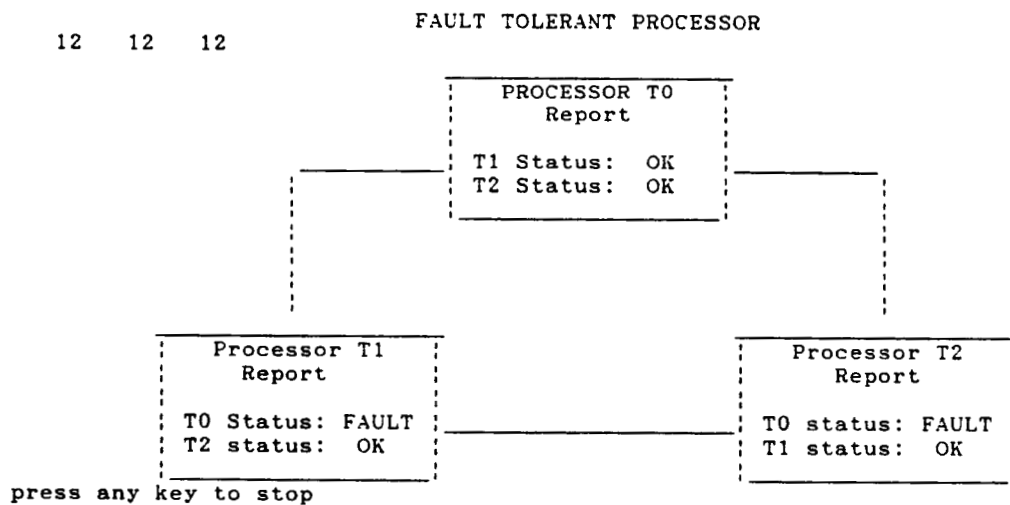 FAULT TOLERANT PROCESSOR
12 12 12
PROCESSOR T0
Report
T1 Status: OK
T2 Status: OK
Processor T1
Report
T0 Status: FAULT
T2 status: OK
Processor T2
Report
T0 status: FAULT
T1 status: OK
press any key to stop